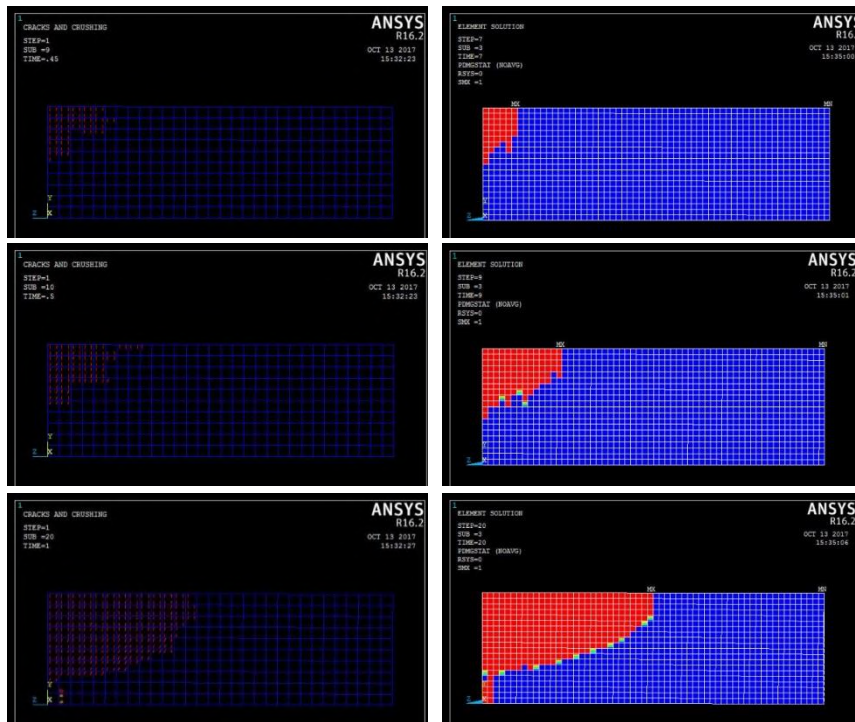 1
CRACKS AND CRUSHING
STEP=1
SUB =9
TIME=.45
ANSYS
R16.2
OCT 13 2017
15:32:23
Y
Z
X
1
ELEMENT SOLUTION
STEP=7
SUB =3
TIME=7
PDMGSTAT (NOAVG)
RSYS=0
SMX =1
ANSYS
R16.2
OCT 13 2017
15:35:00
MX
MN
Y
Z
X
1
CRACKS AND CRUSHING
STEP=1
SUB =10
TIME=.5
ANSYS
R16.2
OCT 13 2017
15:32:23
Y
Z
X
1
ELEMENT SOLUTION
STEP=9
SUB =3
TIME=9
PDMGSTAT (NOAVG)
RSYS=0
SMX =1
ANSYS
R16.2
OCT 13 2017
15:35:01
MX
MN
Y
Z
X
1
CRACKS AND CRUSHING
STEP=1
SUB =20
TIME=1
ANSYS
R16.2
OCT 13 2017
15:32:27
Y
Z
X
1
ELEMENT SOLUTION
STEP=20
SUB =3
TIME=20
PDMGSTAT (NOAVG)
RSYS=0
SMX =1
ANSYS
R16.2
OCT 13 2017
15:35:06
MX
MN
Y
Z
X